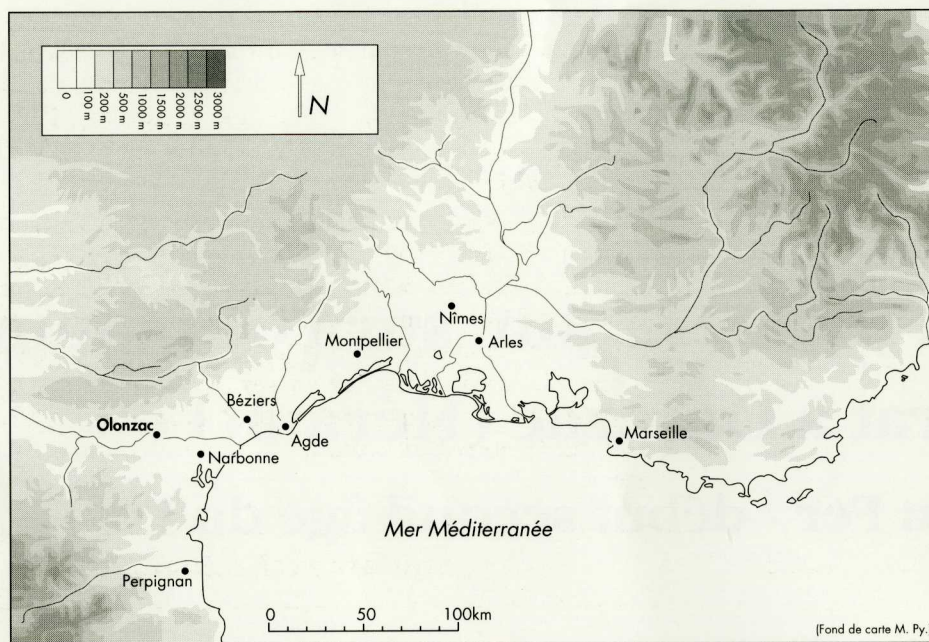 0
100 m
200 m
500 m
1000 m
1500 m
2000 m
2500 m
3000 m
N
Nîmes
Montpellier
Arles
Béziers
Olonzac
Agde
Marseille
Narbonne
Mer Méditerranée
Perpignan
0 50 100km
(Fond de carte M. Py.)